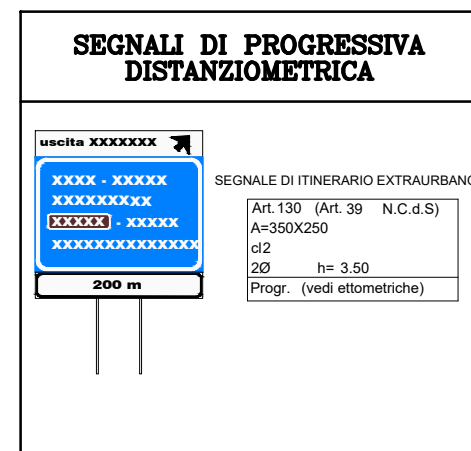 SEGNALI DI PROGRESSIVA
DISTANZIOMETRICA
uscita XXXXXXX
XXXX - XXXXX
XXXXXXXXX
XXXXX - XXXXX
XXXXXXXXXXXXXX
200 m
SEGNALE DI ITINERARIO EXTRAURBANO
Art.130 (Art. 39 N.C.d.S)
A=350X250
cl2
2Ø h= 3.50
Progr. (vedi ettometriche)